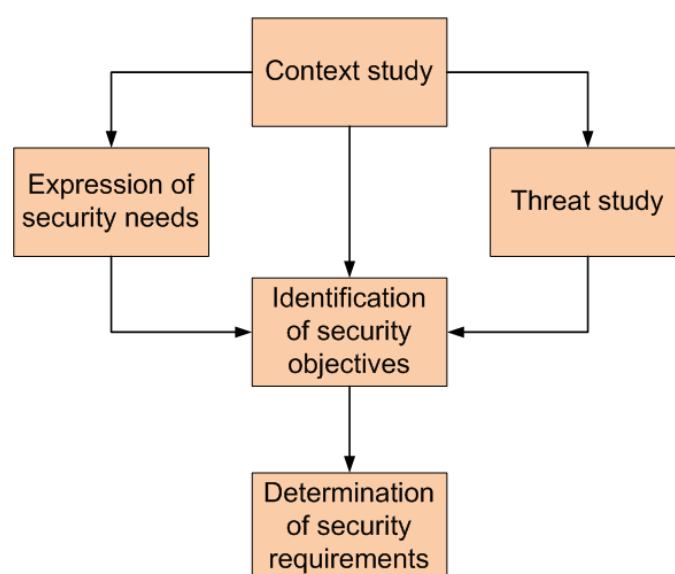 Context study
Expression of
security needs
Threat study
Identification
of security
objectives
Determination
of security
requirements